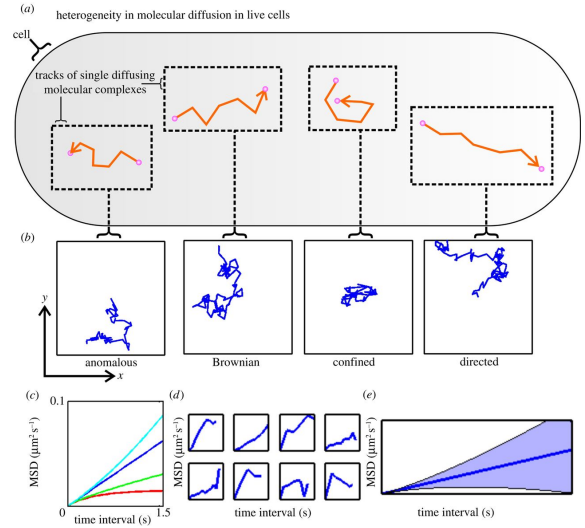 heterogeneity in molecular diffusion in live cells
(a)
cell
tracks of single diffusing
molecular complexes
(b)
y
x
anomalous
Brownian
confined
directed
(c)
(d)
(e)
0.1
MSD (μm² s⁻¹)
0
1.5
time interval (s)
MSD (μm² s⁻¹)
time interval (s)
MSD (μm² s⁻¹)
time interval (s)